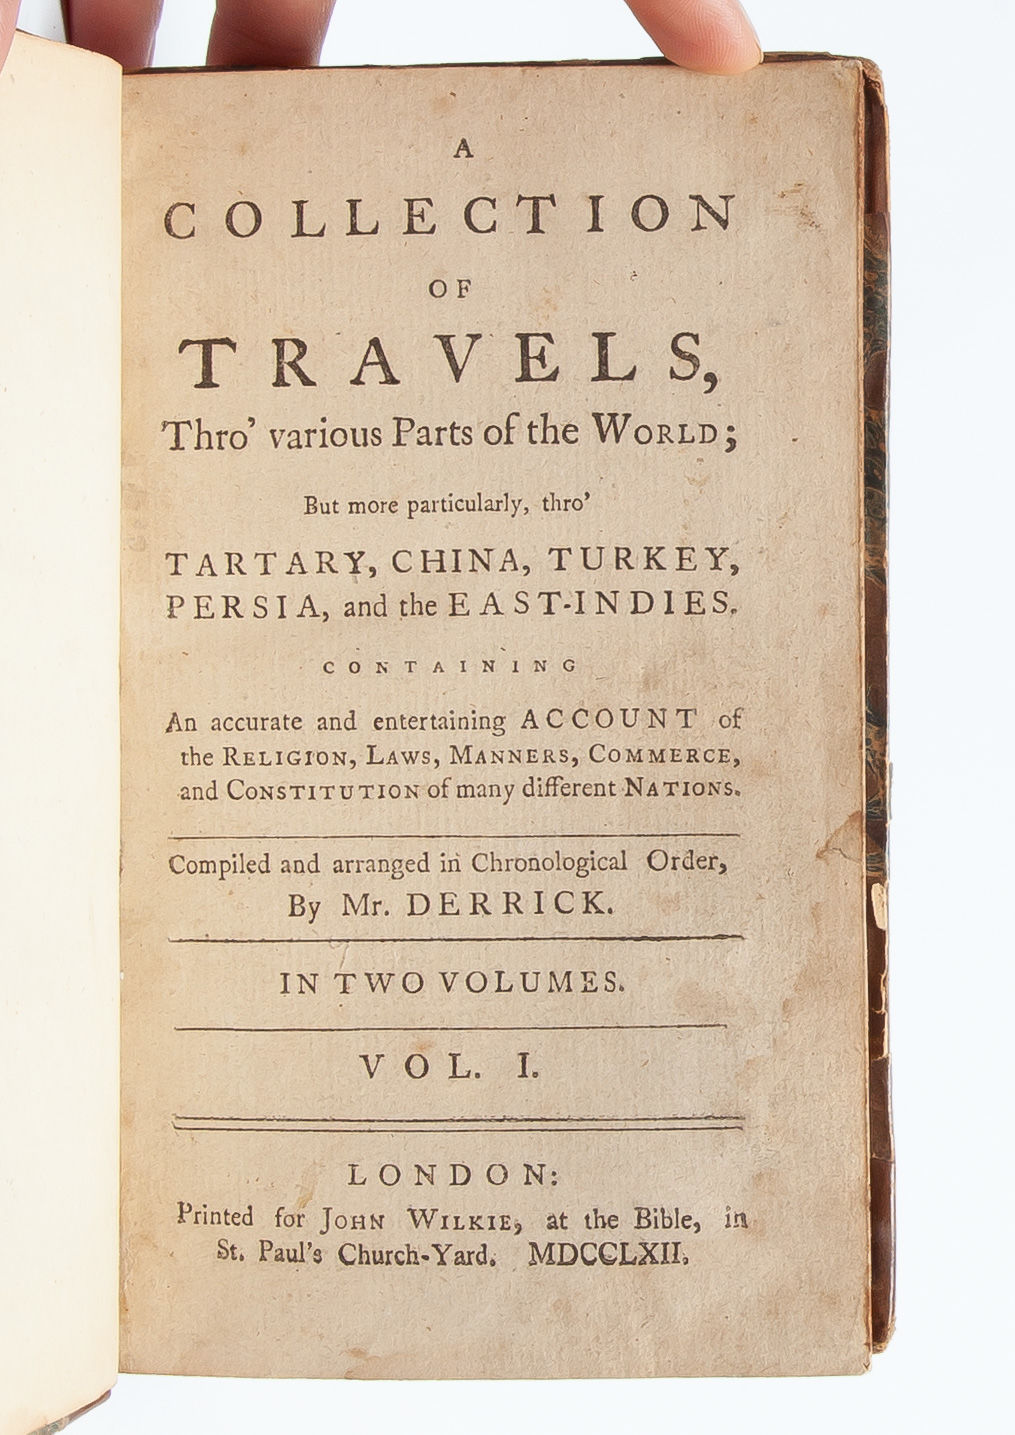 A
COLLECTION
OF
TRAVELS,
Thro' various Parts of the WORLD;
But more particularly, thro'
TARTARY, CHINA, TURKEY,
PERSIA, and the EAST-INDIES.
CONTAINING
An accurate and entertaining ACCOUNT of
the RELIGION, LAWS, MANNERS, COMMERCE,
and CONSTITUTION of many different NATIONS.
Compiled and arranged in Chronological Order,
By Mr. DERRICK.
IN TWO VOLUMES.
VOL. I.
LONDON:
Printed for JOHN WILKIE, at the Bible, in
St. Paul's Church-Yard. MDCCLXII.